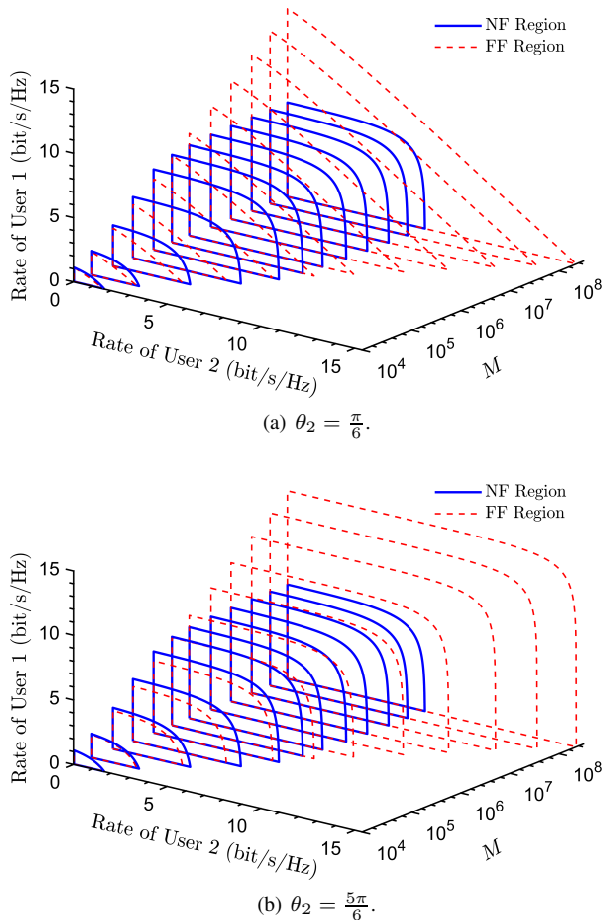 NF Region
FF Region
15
10
5
0
Rate of User 1 (bit/s/Hz)
0
5
10
15
Rate of User 2 (bit/s/Hz)
10^4
10^5
10^6
10^7
10^8
M
(a) θ₂ = π/6.
NF Region
FF Region
15
10
5
0
Rate of User 1 (bit/s/Hz)
0
5
10
15
Rate of User 2 (bit/s/Hz)
10^4
10^5
10^6
10^7
10^8
M
(b) θ₂ = 5π/6.